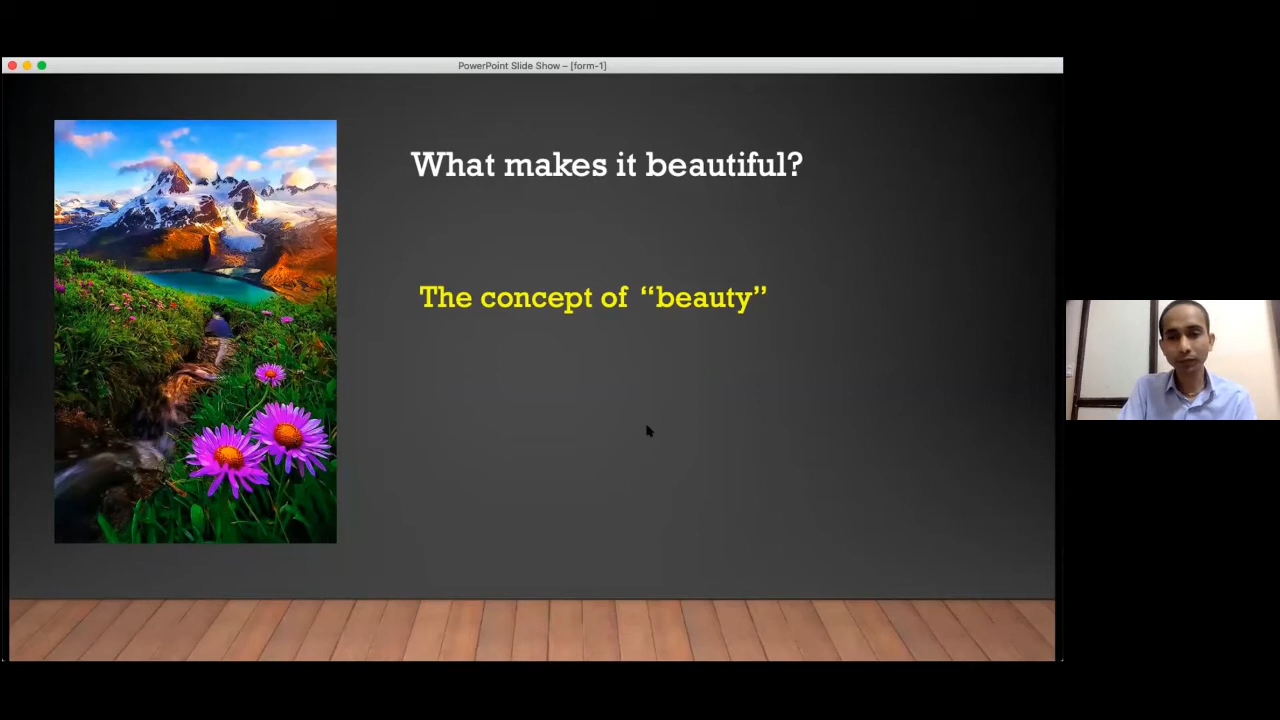 PowerPoint Slide Show – [form-1]
What makes it beautiful?
The concept of “beauty”